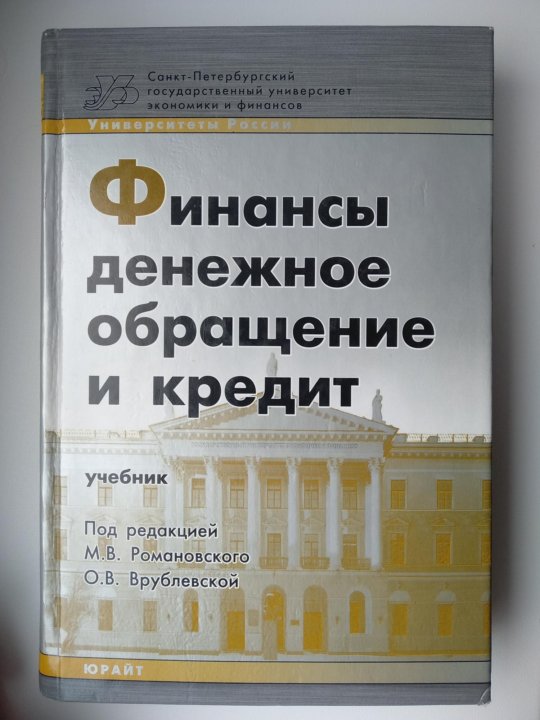 Санкт-Петербургский
государственный университет
экономики и финансов
Университеты России
Финансы
денежное
обращение
и кредит
учебник
Под редакцией
М.В. Романовского
О.В. Врублевской
ЮРАЙТ